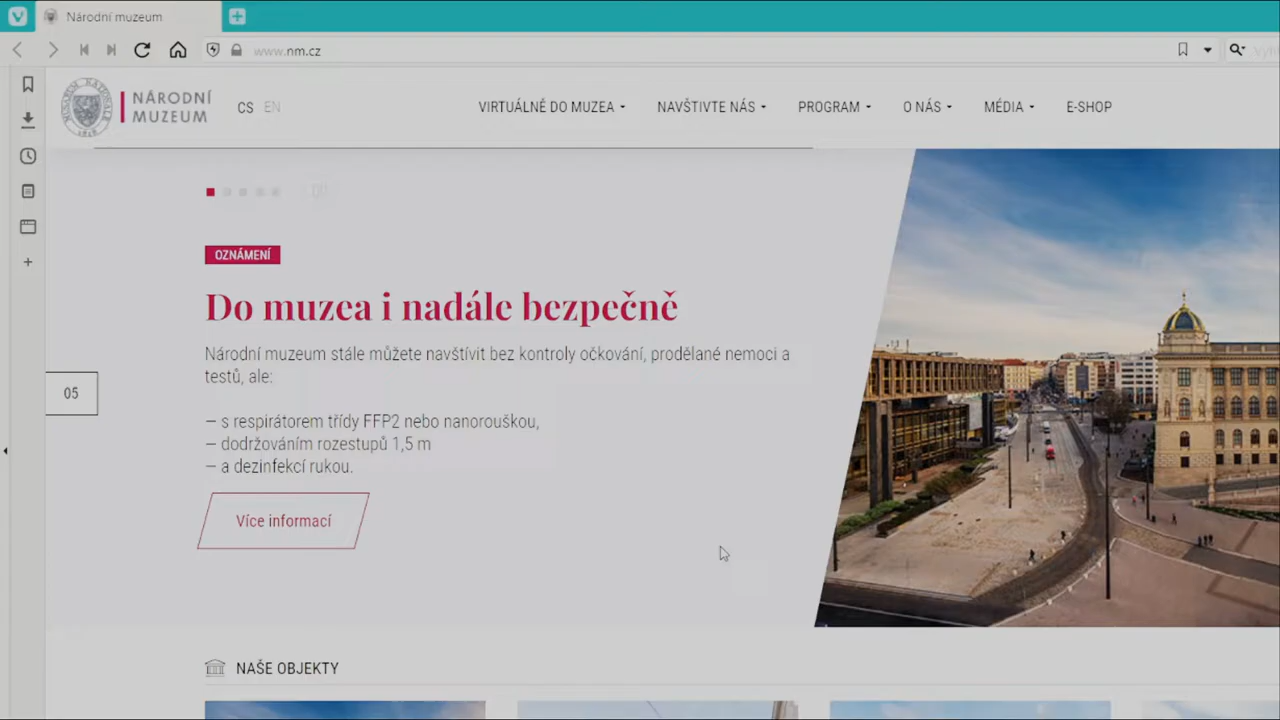 Národní muzeum
www.nm.cz
NÁRODNÍ
MUZEUM
CS EN
VIRTUÁLNĚ DO MUZEA
NAVŠTIVTE NÁS
PROGRAM
O NÁS
MÉDIA
E-SHOP
OZNÁMENÍ
Do muzea i nadále bezpečně
Národní muzeum stále můžete navštívit bez kontroly očkování, prodělané nemoci a
testů, ale:
– s respirátorem třídy FFP2 nebo nanorouškou,
– dodržováním rozestupů 1,5 m
– a dezinfekcí rukou.
05
Více informací
NAŠE OBJEKTY